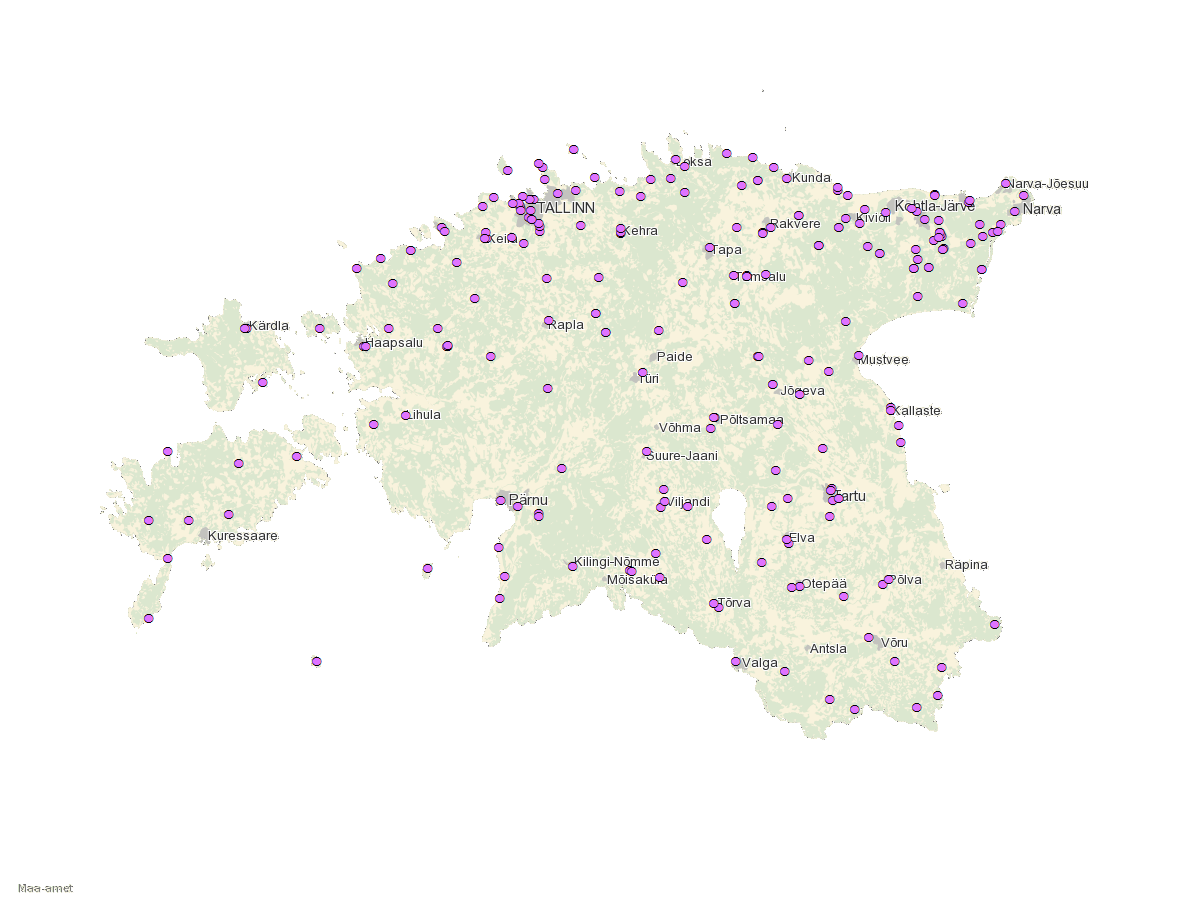 Loksa
Kunda
Narva-Jõesuu
TALLINN
Kohtla-Järve
Narva
Kiviõli
Rakvere
Kehra
Keila
Tapa
Tamsalu
Kärdla
Rapla
Haapsalu
Paide
Mustvee
Türi
Jõgeva
Lihula
Kallaste
Põltsamaa
Võhma
Suure-Jaani
Tartu
Pärnu
Viljandi
Kuressaare
Elva
Kilingi-Nõmme
Räpina
Mõisaküla
Otepää
Põlva
Tõrva
Võru
Antsla
Valga
Maa-amet